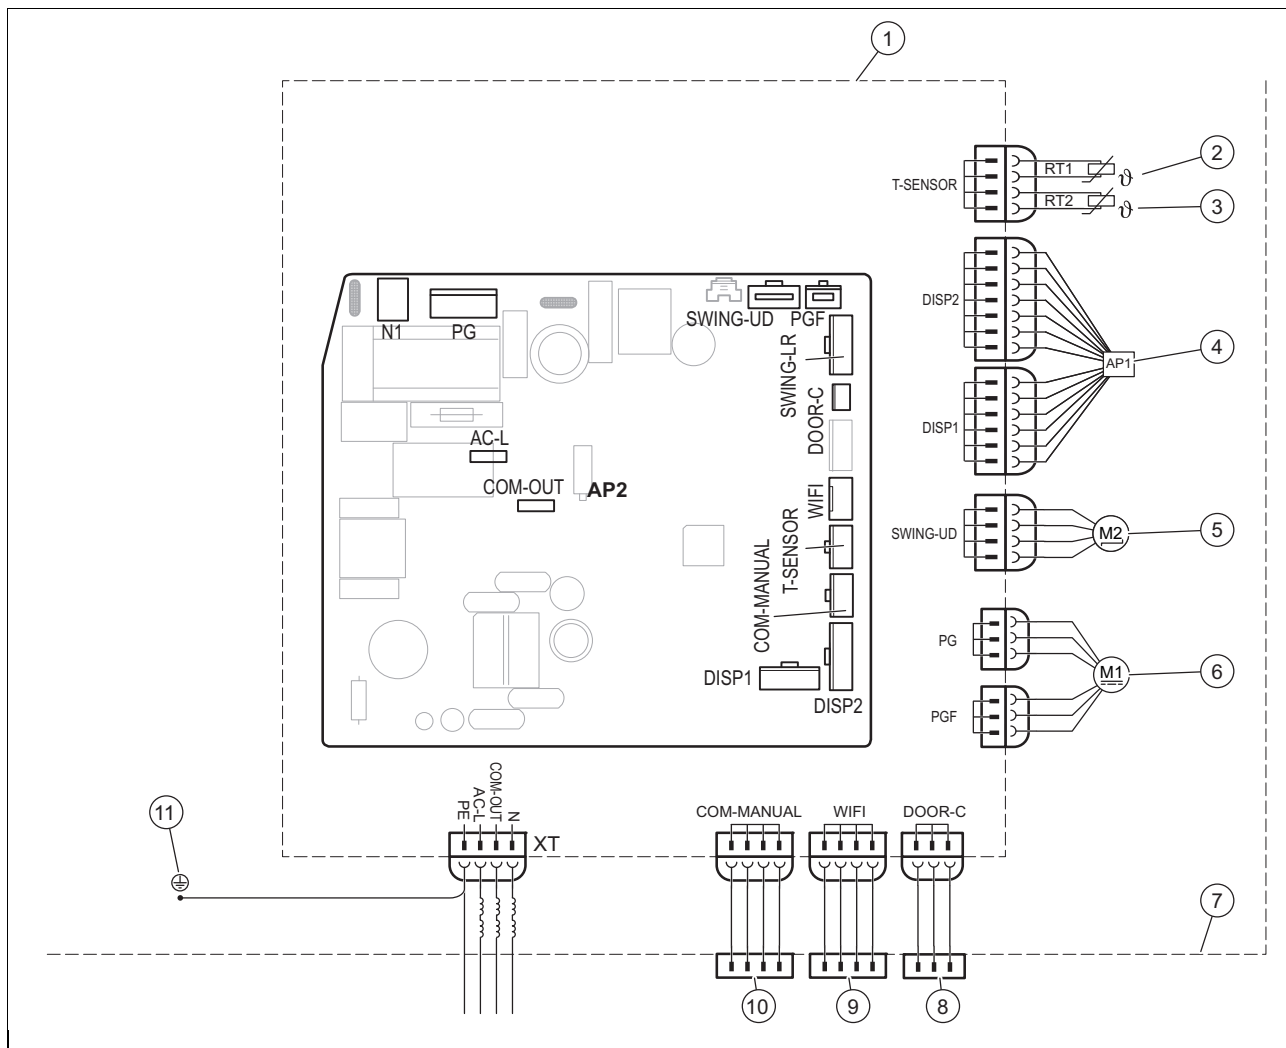 1
2
T-SENSOR
RT1
ϑ
RT2
ϑ
3
DISP2
AP1
4
DISP1
N1
PG
SWING-UD
PGF
SWING-LR
DOOR-C
AC-L
COM-OUT
AP2
WIFI
T-SENSOR
COM-MANUAL
DISP1
DISP2
SWING-UD
M2
5
PG
M1
6
PGF
11
PE
AC-L
COM-OUT
N
XT
COM-MANUAL
WIFI
DOOR-C
7
10
9
8